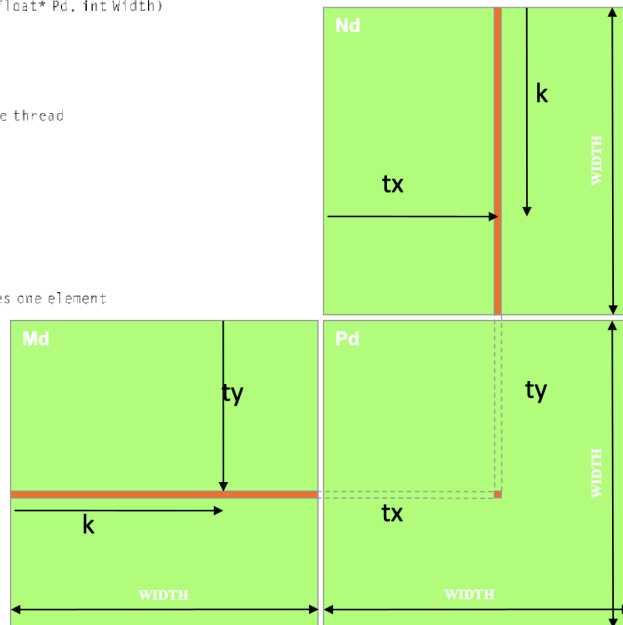 float* Pd, int Width)
Nd
k
e thread
WIDTH
tx
es one element
Md
Pd
ty
ty
WIDTH
tx
k
WIDTH
WIDTH